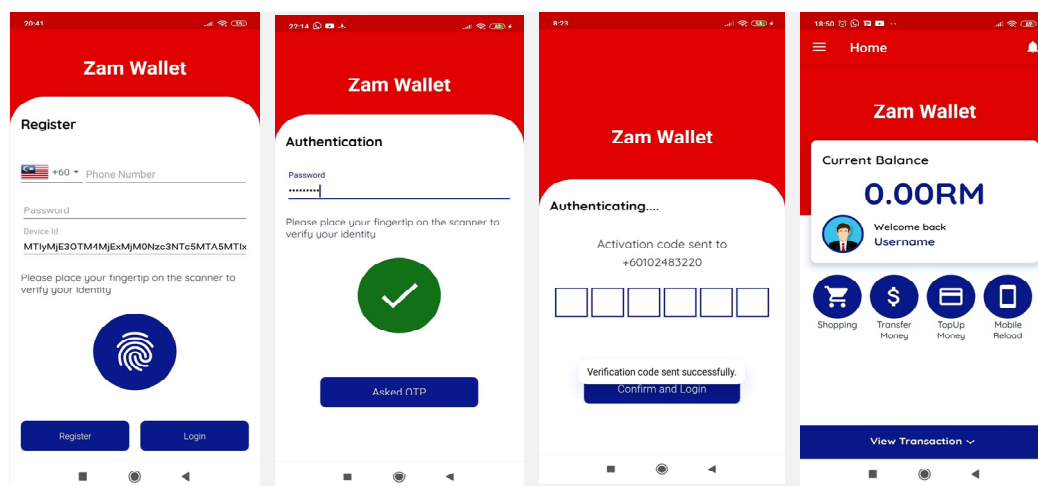 20:41
Zam Wallet
Register
+60
Phone Number
Password
Device Id
MTIyMjE3OTM4MjExMjM0Nzc3NTc5MTA5MTIx
Please place your fingertip on the scanner to
verify your identity
Register
Login
22:14
Zam Wallet
Authentication
Password
Please place your fingertip on the scanner to
verify your identity
Asked OTP
8:23
Zam Wallet
Authenticating....
Activation code sent to
+60102483220
Verification code sent successfully.
Confirm and Login
18:50
Home
Zam Wallet
Current Balance
0.00RM
Welcome back
Username
Shopping
Transfer
Money
TopUp
Money
Mobile
Reload
View Transaction